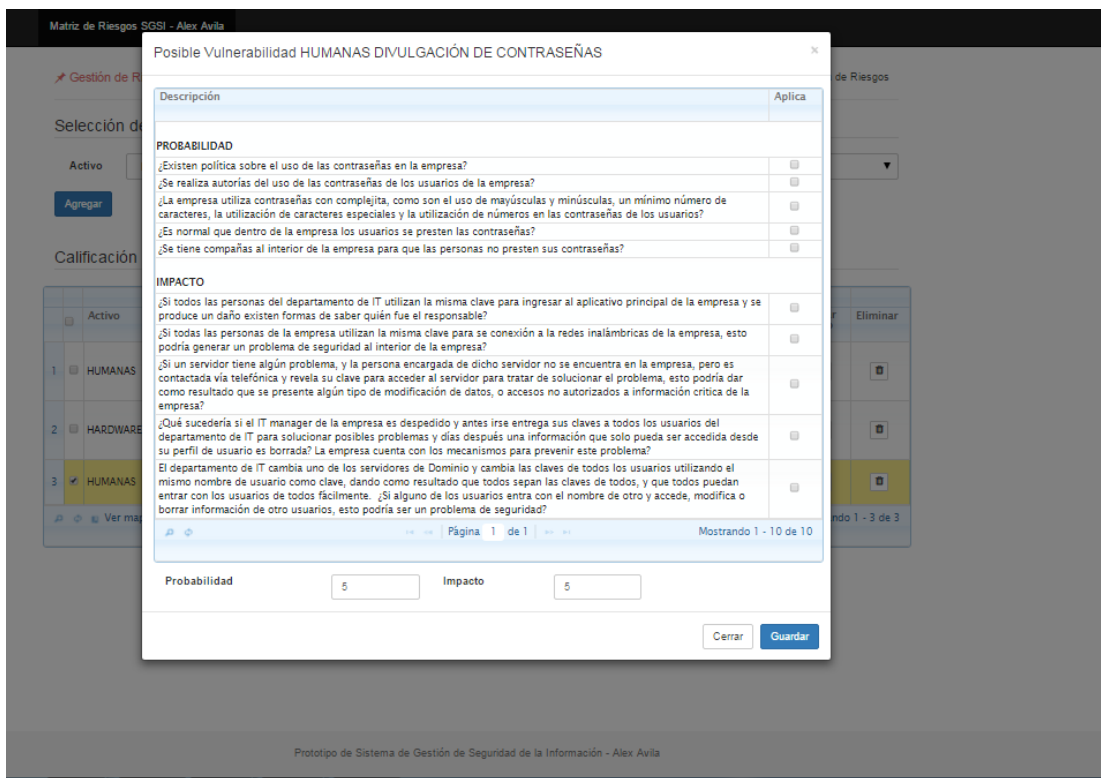 Matriz de Riesgos SGSI - Alex Avila
Posible Vulnerabilidad HUMANAS DIVULGACIÓN DE CONTRASEÑAS ×
Gestión de R
de Riesgos
Descripción Aplica
Selección de
PROBABILIDAD
Activo
¿Existen política sobre el uso de las contraseñas en la empresa?
¿Se realiza autorías del uso de las contraseñas de los usuarios de la empresa?
Agregar
¿La empresa utiliza contraseñas con complejita, como son el uso de mayúsculas y minúsculas, un mínimo número de
caracteres, la utilización de caracteres especiales y la utilización de números en las contraseñas de los usuarios?
¿Es normal que dentro de la empresa los usuarios se presten las contraseñas?
¿Se tiene compañas al interior de la empresa para que las personas no presten sus contraseñas?
Calificación
IMPACTO
¿Si todos las personas del departamento de IT utilizan la misma clave para ingresar al aplicativo principal de la empresa y se
produce un daño existen formas de saber quién fue el responsable?
Activo
Eliminar
¿Si todas las personas de la empresa utilizan la misma clave para se conexión a la redes inalámbricas de la empresa, esto
podría generar un problema de seguridad al interior de la empresa?
1 HUMANAS
¿Si un servidor tiene algún problema, y la persona encargada de dicho servidor no se encuentra en la empresa, pero es
contactada vía telefónica y revela su clave para acceder al servidor para tratar de solucionar el problema, esto podría dar
como resultado que se presente algún tipo de modificación de datos, o accesos no autorizados a información critica de la
empresa?
2 HARDWARE
¿Qué sucedería si el IT manager de la empresa es despedido y antes irse entrega sus claves a todos los usuarios del
departamento de IT para solucionar posibles problemas y días después una información que solo pueda ser accedida desde
su perfil de usuario es borrada? La empresa cuenta con los mecanismos para prevenir este problema?
3 HUMANAS
El departamento de IT cambia uno de los servidores de Dominio y cambia las claves de todos los usuarios utilizando el
mismo nombre de usuario como clave, dando como resultado que todos sepan las claves de todos, y que todos puedan
entrar con los usuarios de todos fácilmente. ¿Si alguno de los usuarios entra con el nombre de otro y accede, modifica o
borrar información de otro usuarios, esto podría ser un problema de seguridad?
Ver map
ndo 1 - 3 de 3
Página 1 de 1 Mostrando 1 - 10 de 10
Probabilidad 5 Impacto 5
Cerrar Guardar
Prototipo de Sistema de Gestión de Seguridad de la Información - Alex Avila